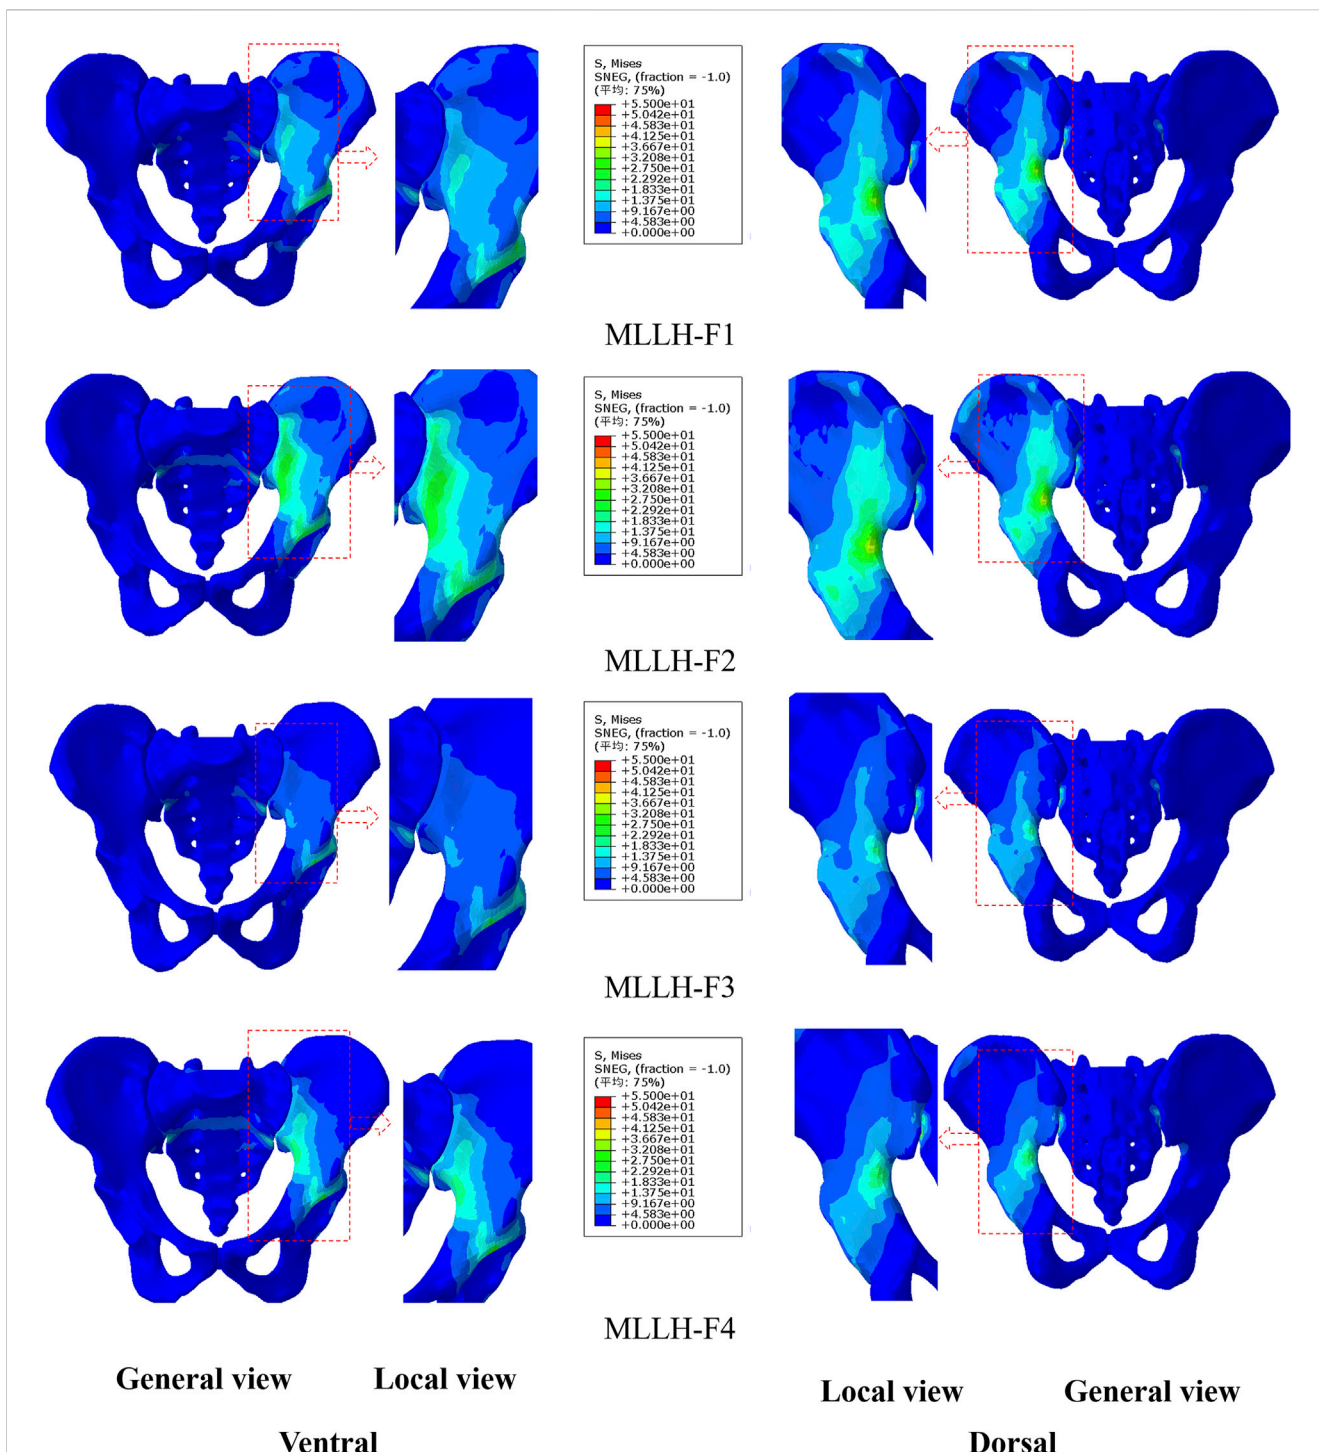 S, Mises
SNEG, (fraction = -1.0)
(平均: 75%)
+5.500e+01
+5.042e+01
+4.583e+01
+4.125e+01
+3.667e+01
+3.208e+01
+2.750e+01
+2.292e+01
+1.833e+01
+1.375e+01
+9.167e+00
+4.583e+00
+0.000e+00
MLLH-F1
S, Mises
SNEG, (fraction = -1.0)
(平均: 75%)
+5.500e+01
+5.042e+01
+4.583e+01
+4.125e+01
+3.667e+01
+3.208e+01
+2.750e+01
+2.292e+01
+1.833e+01
+1.375e+01
+9.167e+00
+4.583e+00
+0.000e+00
MLLH-F2
S, Mises
SNEG, (fraction = -1.0)
(平均: 75%)
+5.500e+01
+5.042e+01
+4.583e+01
+4.125e+01
+3.667e+01
+3.208e+01
+2.750e+01
+2.292e+01
+1.833e+01
+1.375e+01
+9.167e+00
+4.583e+00
+0.000e+00
MLLH-F3
S, Mises
SNEG, (fraction = -1.0)
(平均: 75%)
+5.500e+01
+5.042e+01
+4.583e+01
+4.125e+01
+3.667e+01
+3.208e+01
+2.750e+01
+2.292e+01
+1.833e+01
+1.375e+01
+9.167e+00
+4.583e+00
+0.000e+00
MLLH-F4
General view Local view Local view General view
Ventral Dorsal